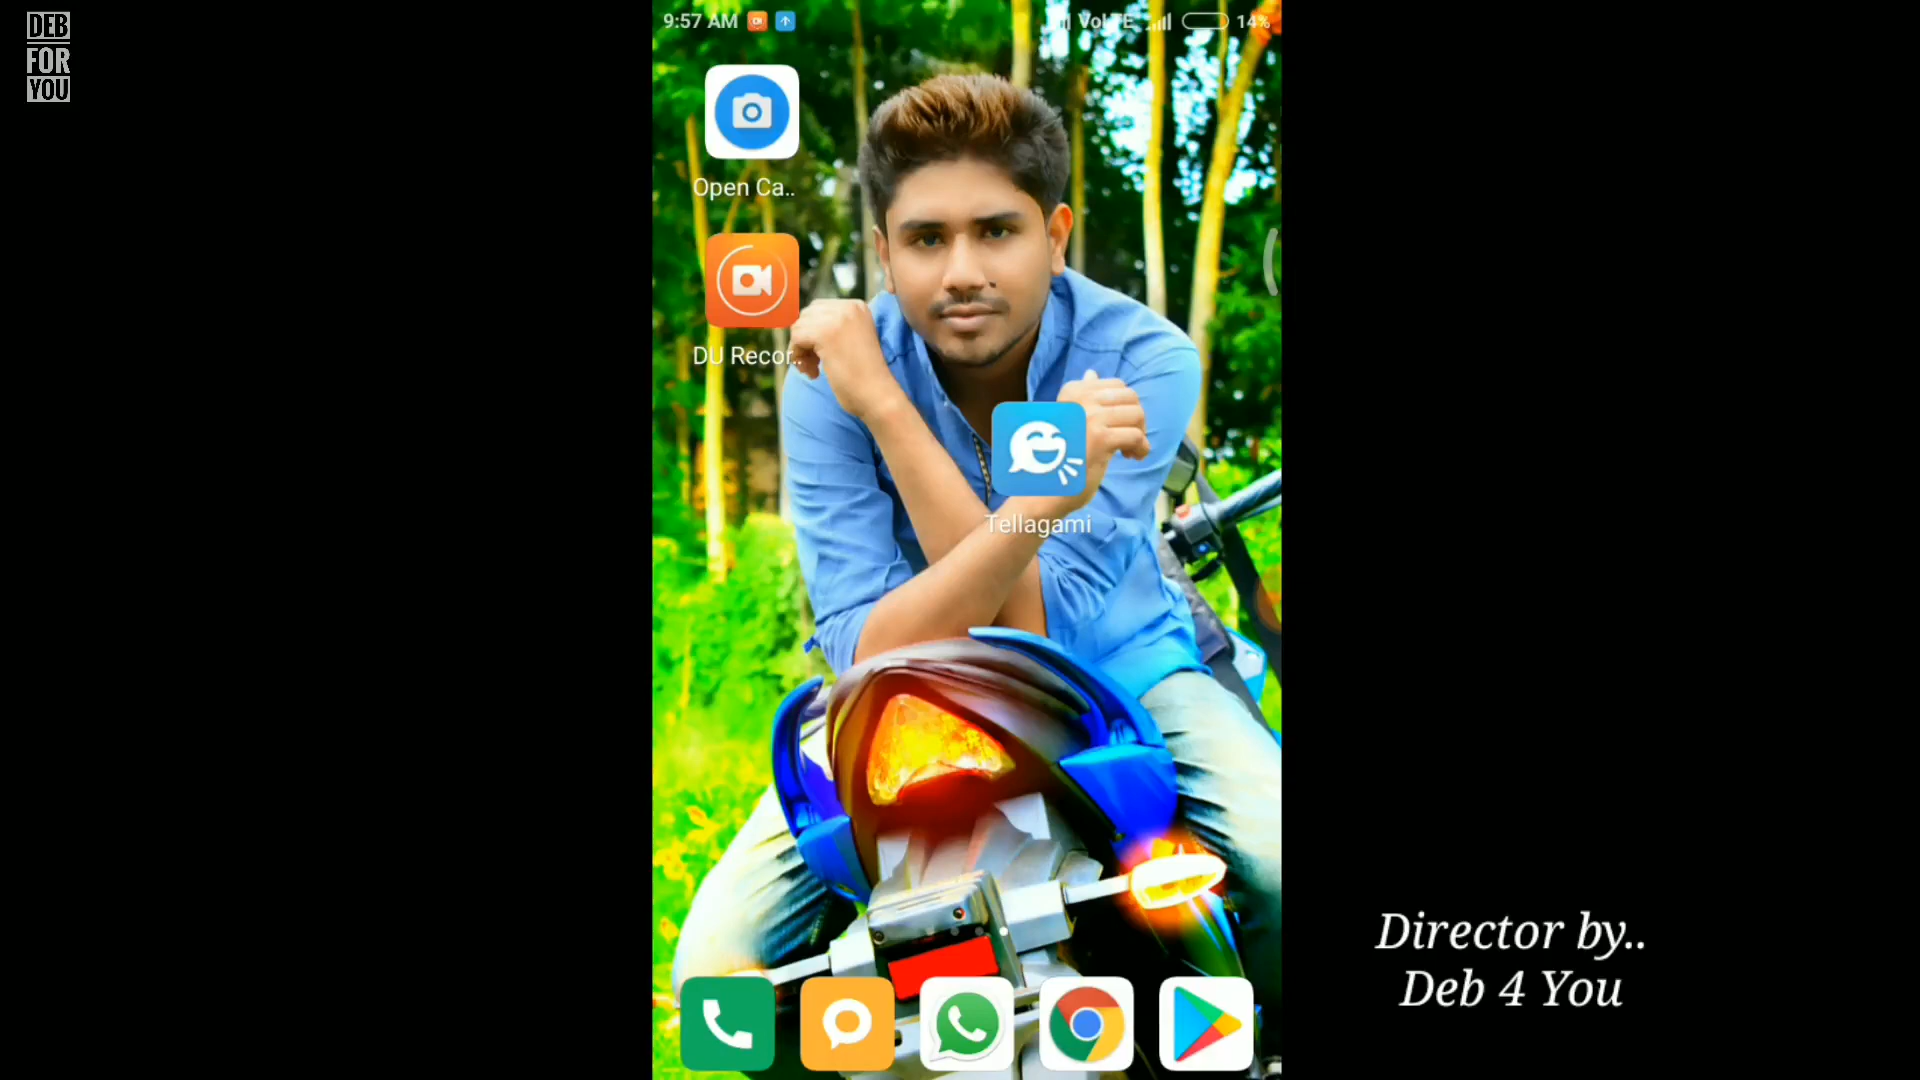 DEB
FOR
YOU
9:57 AM
VoLTE
14%
Open Ca..
DU Recor..
Tellagami
Director by..
Deb 4 You